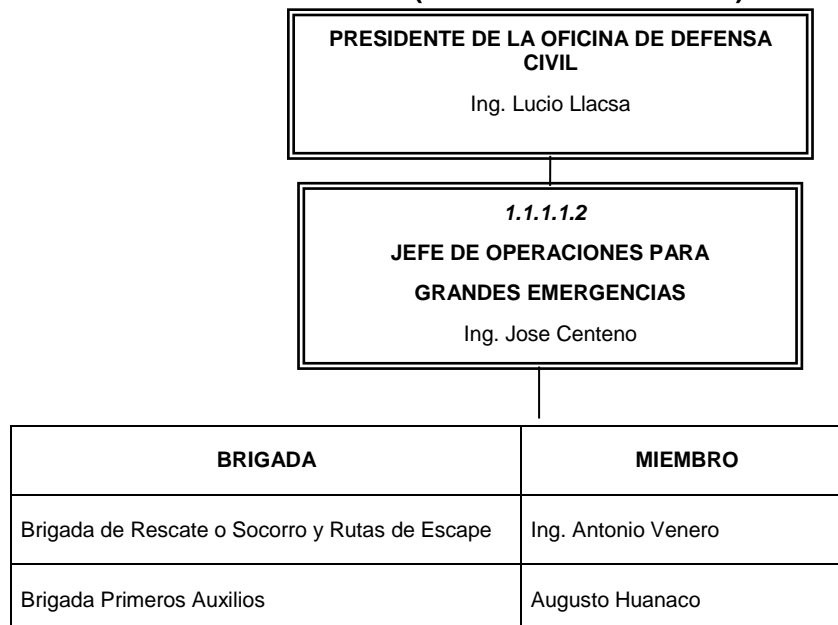 PRESIDENTE DE LA OFICINA DE DEFENSA
CIVIL
Ing. Lucio Llacsa
1.1.1.1.2
JEFE DE OPERACIONES PARA
GRANDES EMERGENCIAS
Ing. Jose Centeno
BRIGADA MIEMBRO
Brigada de Rescate o Socorro y Rutas de Escape Ing. Antonio Venero
Brigada Primeros Auxilios Augusto Huanaco